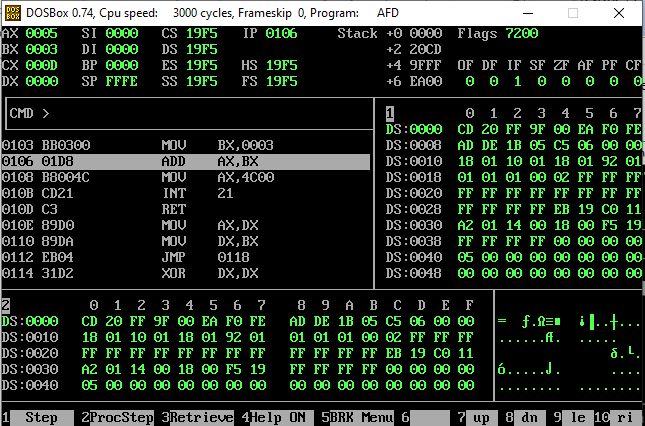 DOS BOX DOSBox 0.74, Cpu speed: 3000 cycles, Frameskip 0, Program: AFD
AX 0005 SI 0000 CS 19F5 IP 0106 Stack +0 0000 Flags 7200
BX 0003 DI 0000 DS 19F5 +2 20CD
CX 000D BP 0000 ES 19F5 HS 19F5 +4 9FFF OF DF IF SF ZF AF PF CF
DX 0000 SP FFFE SS 19F5 FS 19F5 +6 EA00 0 0 1 0 0 0 0 0
CMD >
0103 BB0300 MOV BX,0003
0106 01D8 ADD AX,BX
0108 B8004C MOV AX,4C00
010B CD21 INT 21
010D C3 RET
010E 89D0 MOV AX,DX
0110 89DA MOV DX,BX
0112 EB04 JMP 0118
0114 31D2 XOR DX,DX
1 0 1 2 3 4 5 6 7
DS:0000 CD 20 FF 9F 00 EA F0 FE
DS:0008 AD DE 1B 05 C5 06 00 00
DS:0010 18 01 10 01 18 01 92 01
DS:0018 01 01 01 00 02 FF FF FF
DS:0020 FF FF FF FF FF FF FF FF
DS:0028 FF FF FF FF EB 19 C0 11
DS:0030 A2 01 14 00 18 00 F5 19
DS:0038 FF FF FF FF 00 00 00 00
DS:0040 05 00 00 00 00 00 00 00
DS:0048 00 00 00 00 00 00 00 00
2 0 1 2 3 4 5 6 7 8 9 A B C D E F
DS:0000 CD 20 FF 9F 00 EA F0 FE AD DE 1B 05 C5 06 00 00 = ƒ.Ω≡■ ¡▐..┼...
DS:0010 18 01 10 01 18 01 92 01 01 01 01 00 02 FF FF FF ......Æ. .....
DS:0020 FF FF FF FF FF FF FF FF FF FF FF FF EB 19 C0 11 δ.└.
DS:0030 A2 01 14 00 18 00 F5 19 FF FF FF FF 00 00 00 00 ó.....⌡. ....
DS:0040 05 00 00 00 00 00 00 00 00 00 00 00 00 00 00 00 ........ ........
1 Step 2 ProcStep 3 Retrieve 4 Help ON 5 BRK Menu 6 7 up 8 dn 9 le 10 ri